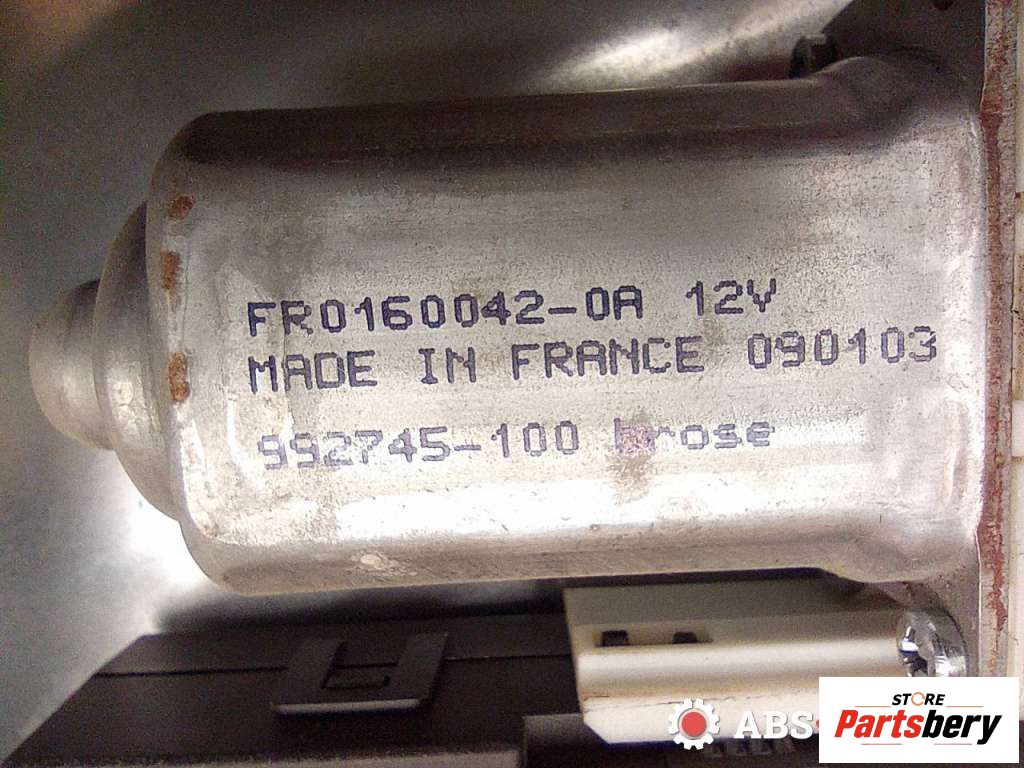 FR0160042-0A 12V
MADE IN FRANCE 090103
992745-100 brose
ABS
STORE
Partsbery